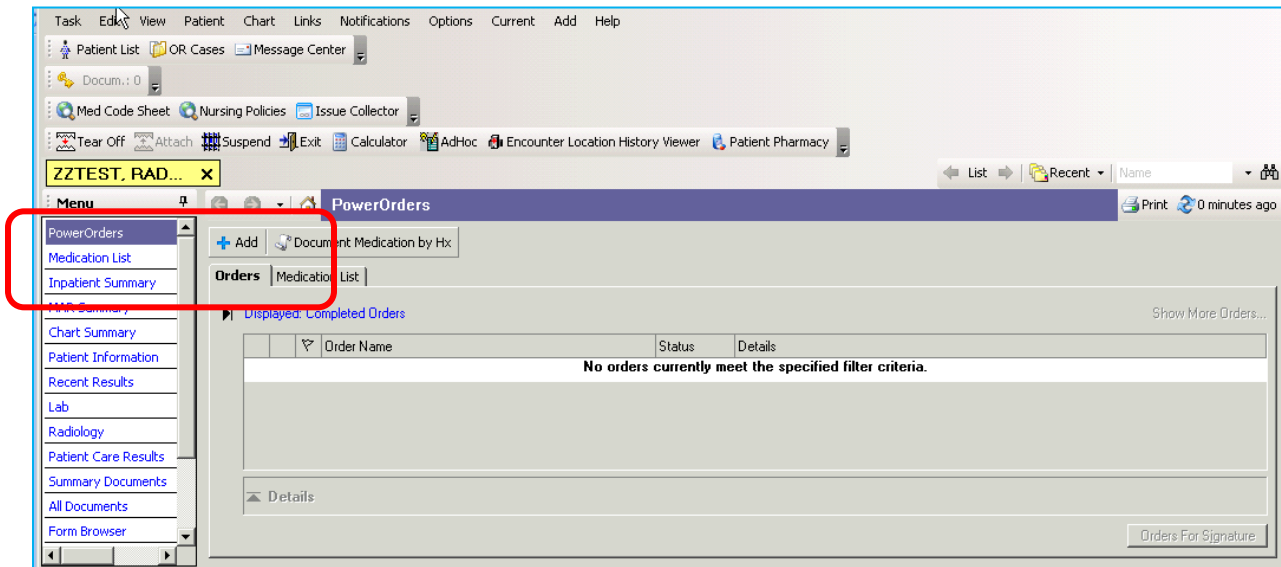 Task Edit View Patient Chart Links Notifications Options Current Add Help
Patient List OR Cases Message Center
Docum.: 0
Med Code Sheet Nursing Policies Issue Collector
Tear Off Attach Suspend Exit Calculator AdHoc Encounter Location History Viewer Patient Pharmacy
ZZTEST, RAD... × List Recent Name
Menu PowerOrders Print 0 minutes ago
PowerOrders
Medication List
Inpatient Summary
MAR Summary
Chart Summary
Patient Information
Recent Results
Lab
Radiology
Patient Care Results
Summary Documents
All Documents
Form Browser
Add Document Medication by Hx
Orders Medication List
Displayed: Completed Orders Show More Orders...
Order Name Status Details
No orders currently meet the specified filter criteria.
Details
Orders For Signature